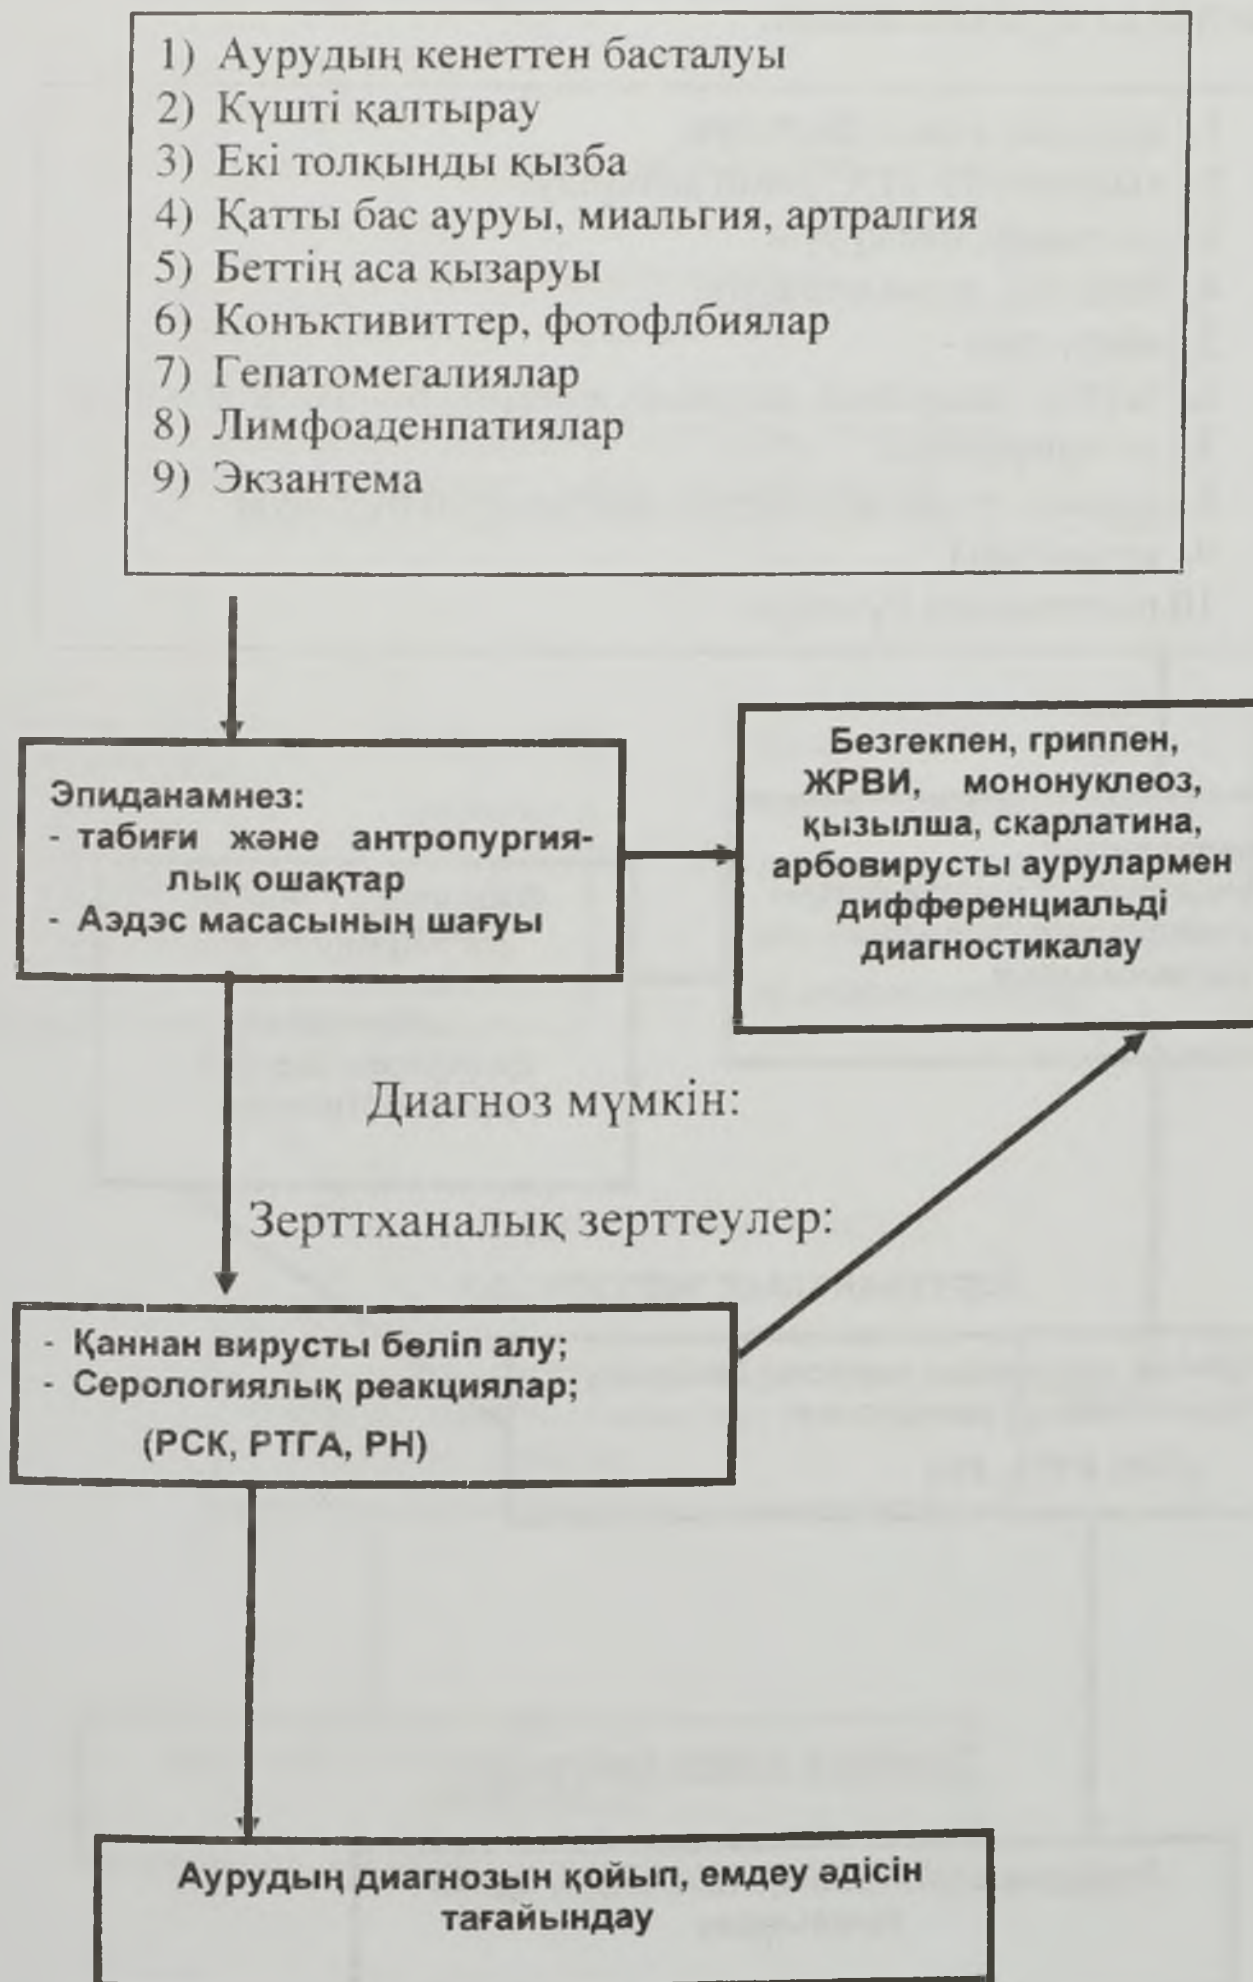 1) Аурудың кенеттен басталуы
2) Күшті қалтырау
3) Екі толқынды қызба
4) Қатты бас ауруы, миальгия, артралгия
5) Беттің аса қызаруы
6) Конъктивиттер, фотофлбиялар
7) Гепатомегалиялар
8) Лимфоаденпатиялар
9) Экзантема
Эпиданамнез:
- табиғи және антропургия-
лық ошақтар
- Аэдэс масасының шағуы
Безгекпен, гриппен,
ЖРВИ, мононуклеоз,
қызылша, скарлатина,
арбовирусты аурулармен
дифференциальді
диагностикалау
Диагноз мүмкін:
Зерттханалық зерттеулер:
- Қаннан вирусты бөліп алу;
- Серологиялық реакциялар;
(РСК, РТГА, РН)
Аурудың диагнозын қойып, емдеу әдісін
тағайындау